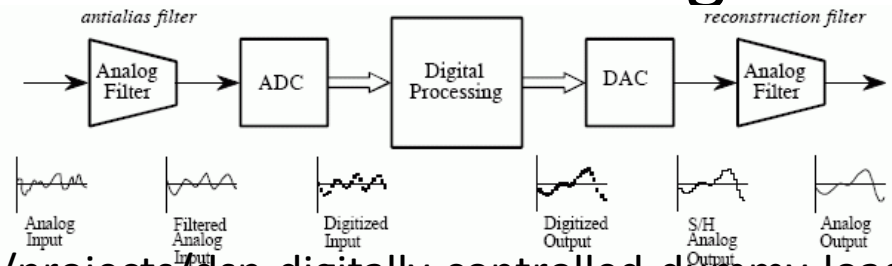 antialias filter
reconstruction filter
Analog
Filter
ADC
Digital
Processing
DAC
Analog
Filter
Analog
Input
Filtered
Analog
Input
Digitized
Input
Digitized
Output
S/H
Analog
Output
Analog
Output